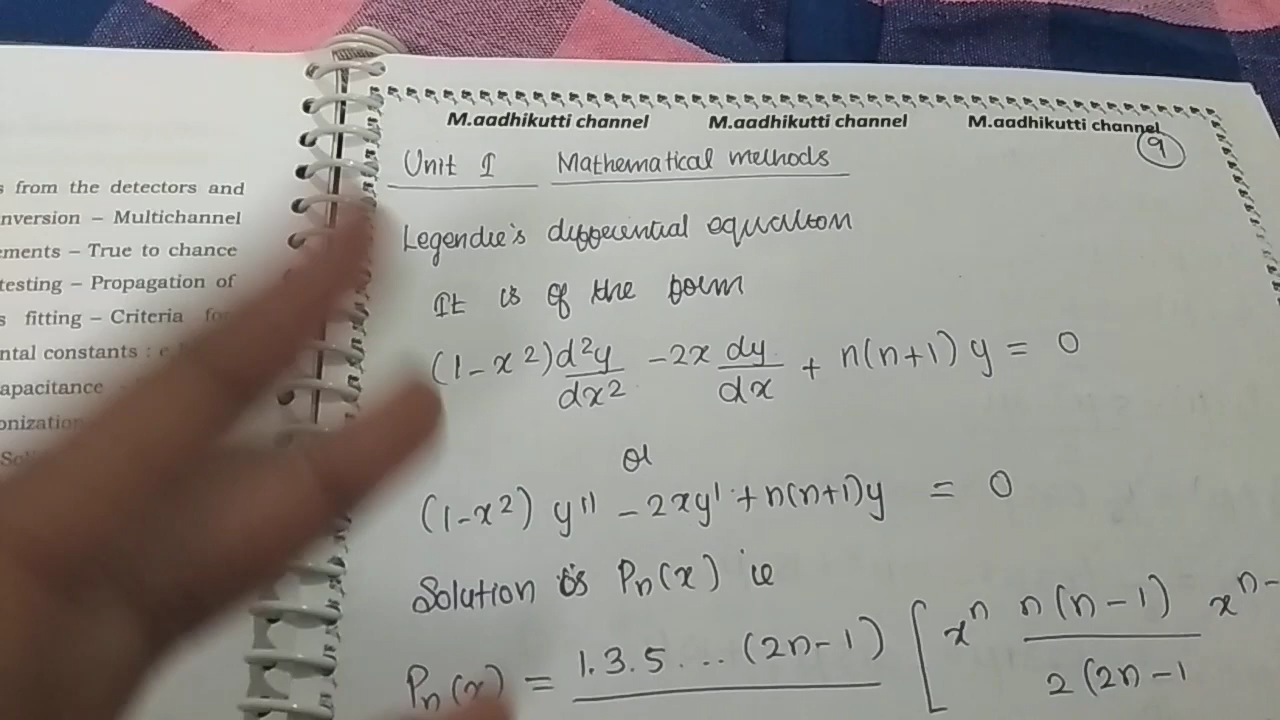 s from the detectors and
nversion – Multichannel
ements – True to chance
testing – Propagation of
s fitting – Criteria
ntal constants :
apacitance
onization
M.aadhikutti channel M.aadhikutti channel M.aadhikutti channel
9
Unit I Mathematical methods
Legendre's differential equation
It is of the form
(1-x²) d²y/dx² - 2x dy/dx + n(n+1) y = 0
or
(1-x²) y'' - 2xy' + n(n+1)y = 0
Solution is Pn(x) ie
Pn(x) = 1.3.5... (2n-1) [ xⁿ n(n-1) / 2(2n-1 xⁿ⁻